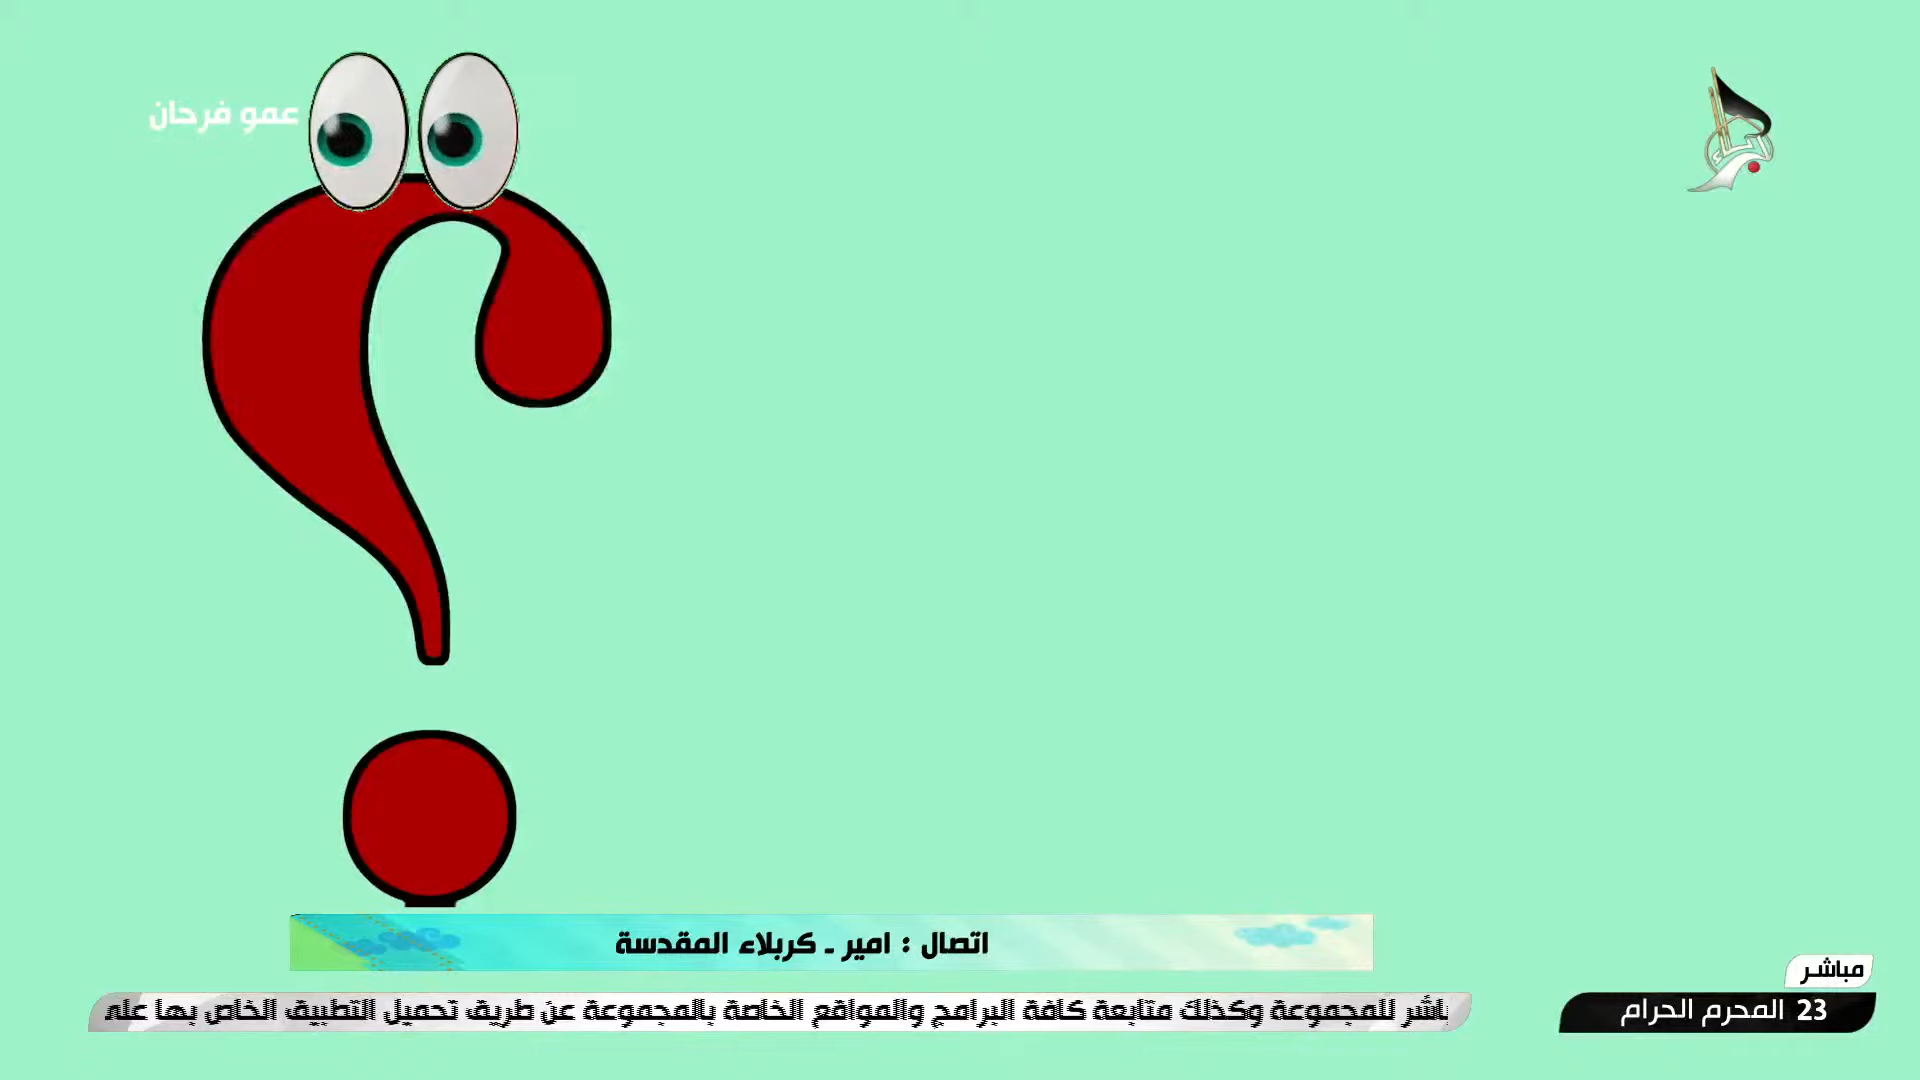 عمو فرحان
اتصال : امير ـ كربلاء المقدسة
مباشر
باشر للمجموعة وكذلك متابعة كافة البرامج والمواقع الخاصة بالمجموعة عن طريق تحميل التطبيق الخاص بها على
23 المحرم الحرام